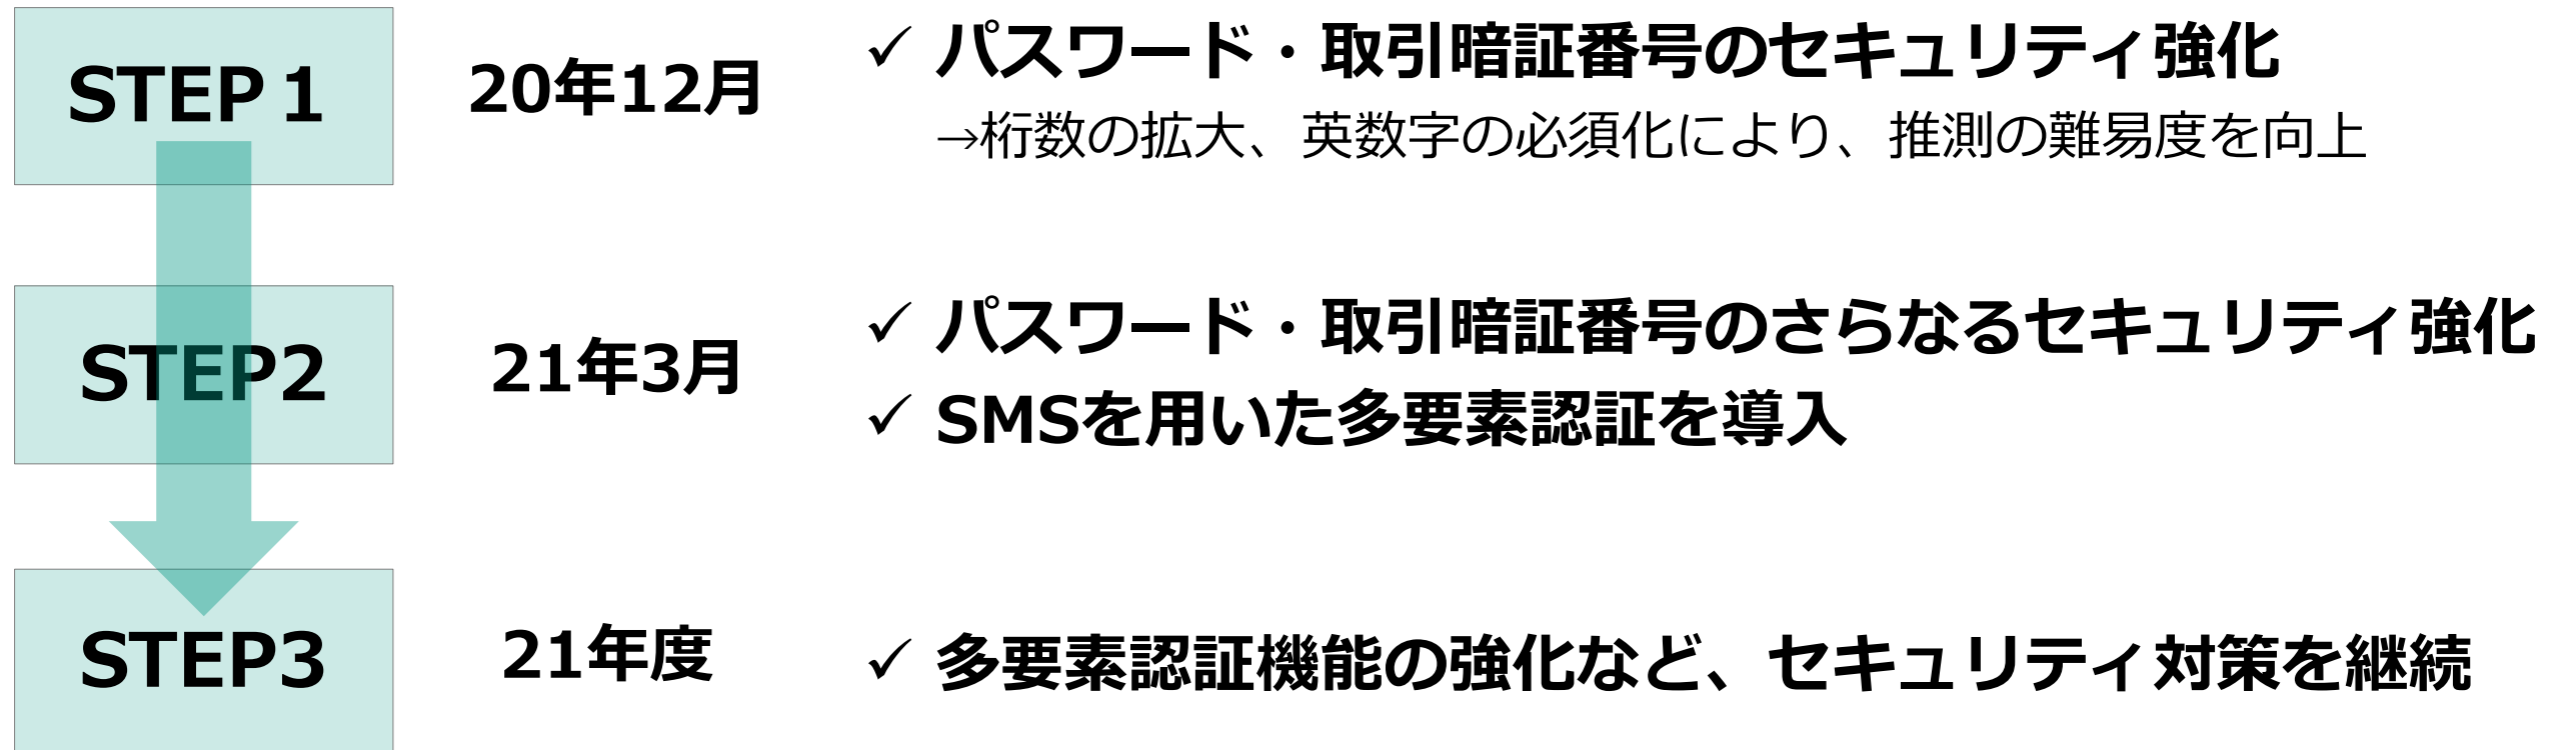 STEP１
20年12月
✓ パスワード・取引暗証番号のセキュリティ強化
→桁数の拡大、英数字の必須化により、推測の難易度を向上
STEP2
21年3月
✓ パスワード・取引暗証番号のさらなるセキュリティ強化
✓ SMSを用いた多要素認証を導入
STEP3
21年度
✓ 多要素認証機能の強化など、セキュリティ対策を継続